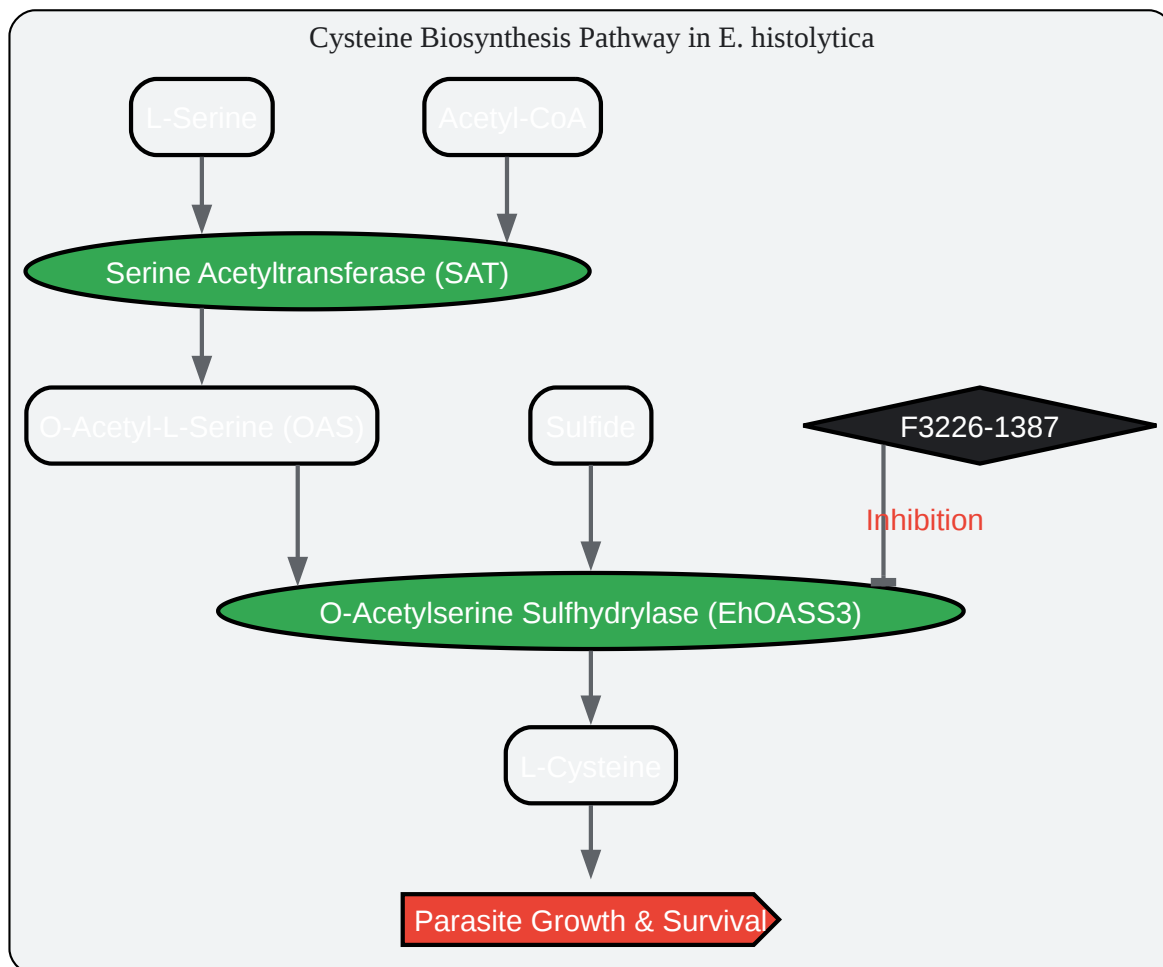 Cysteine Biosynthesis Pathway in E. histolytica
L-Serine
Acetyl-CoA
Serine Acetyltransferase (SAT)
O-Acetyl-L-Serine (OAS)
Sulfide
F3226-1387
Inhibition
O-Acetylserine Sulfhydrylase (EhOASS3)
L-Cysteine
Parasite Growth & Survival